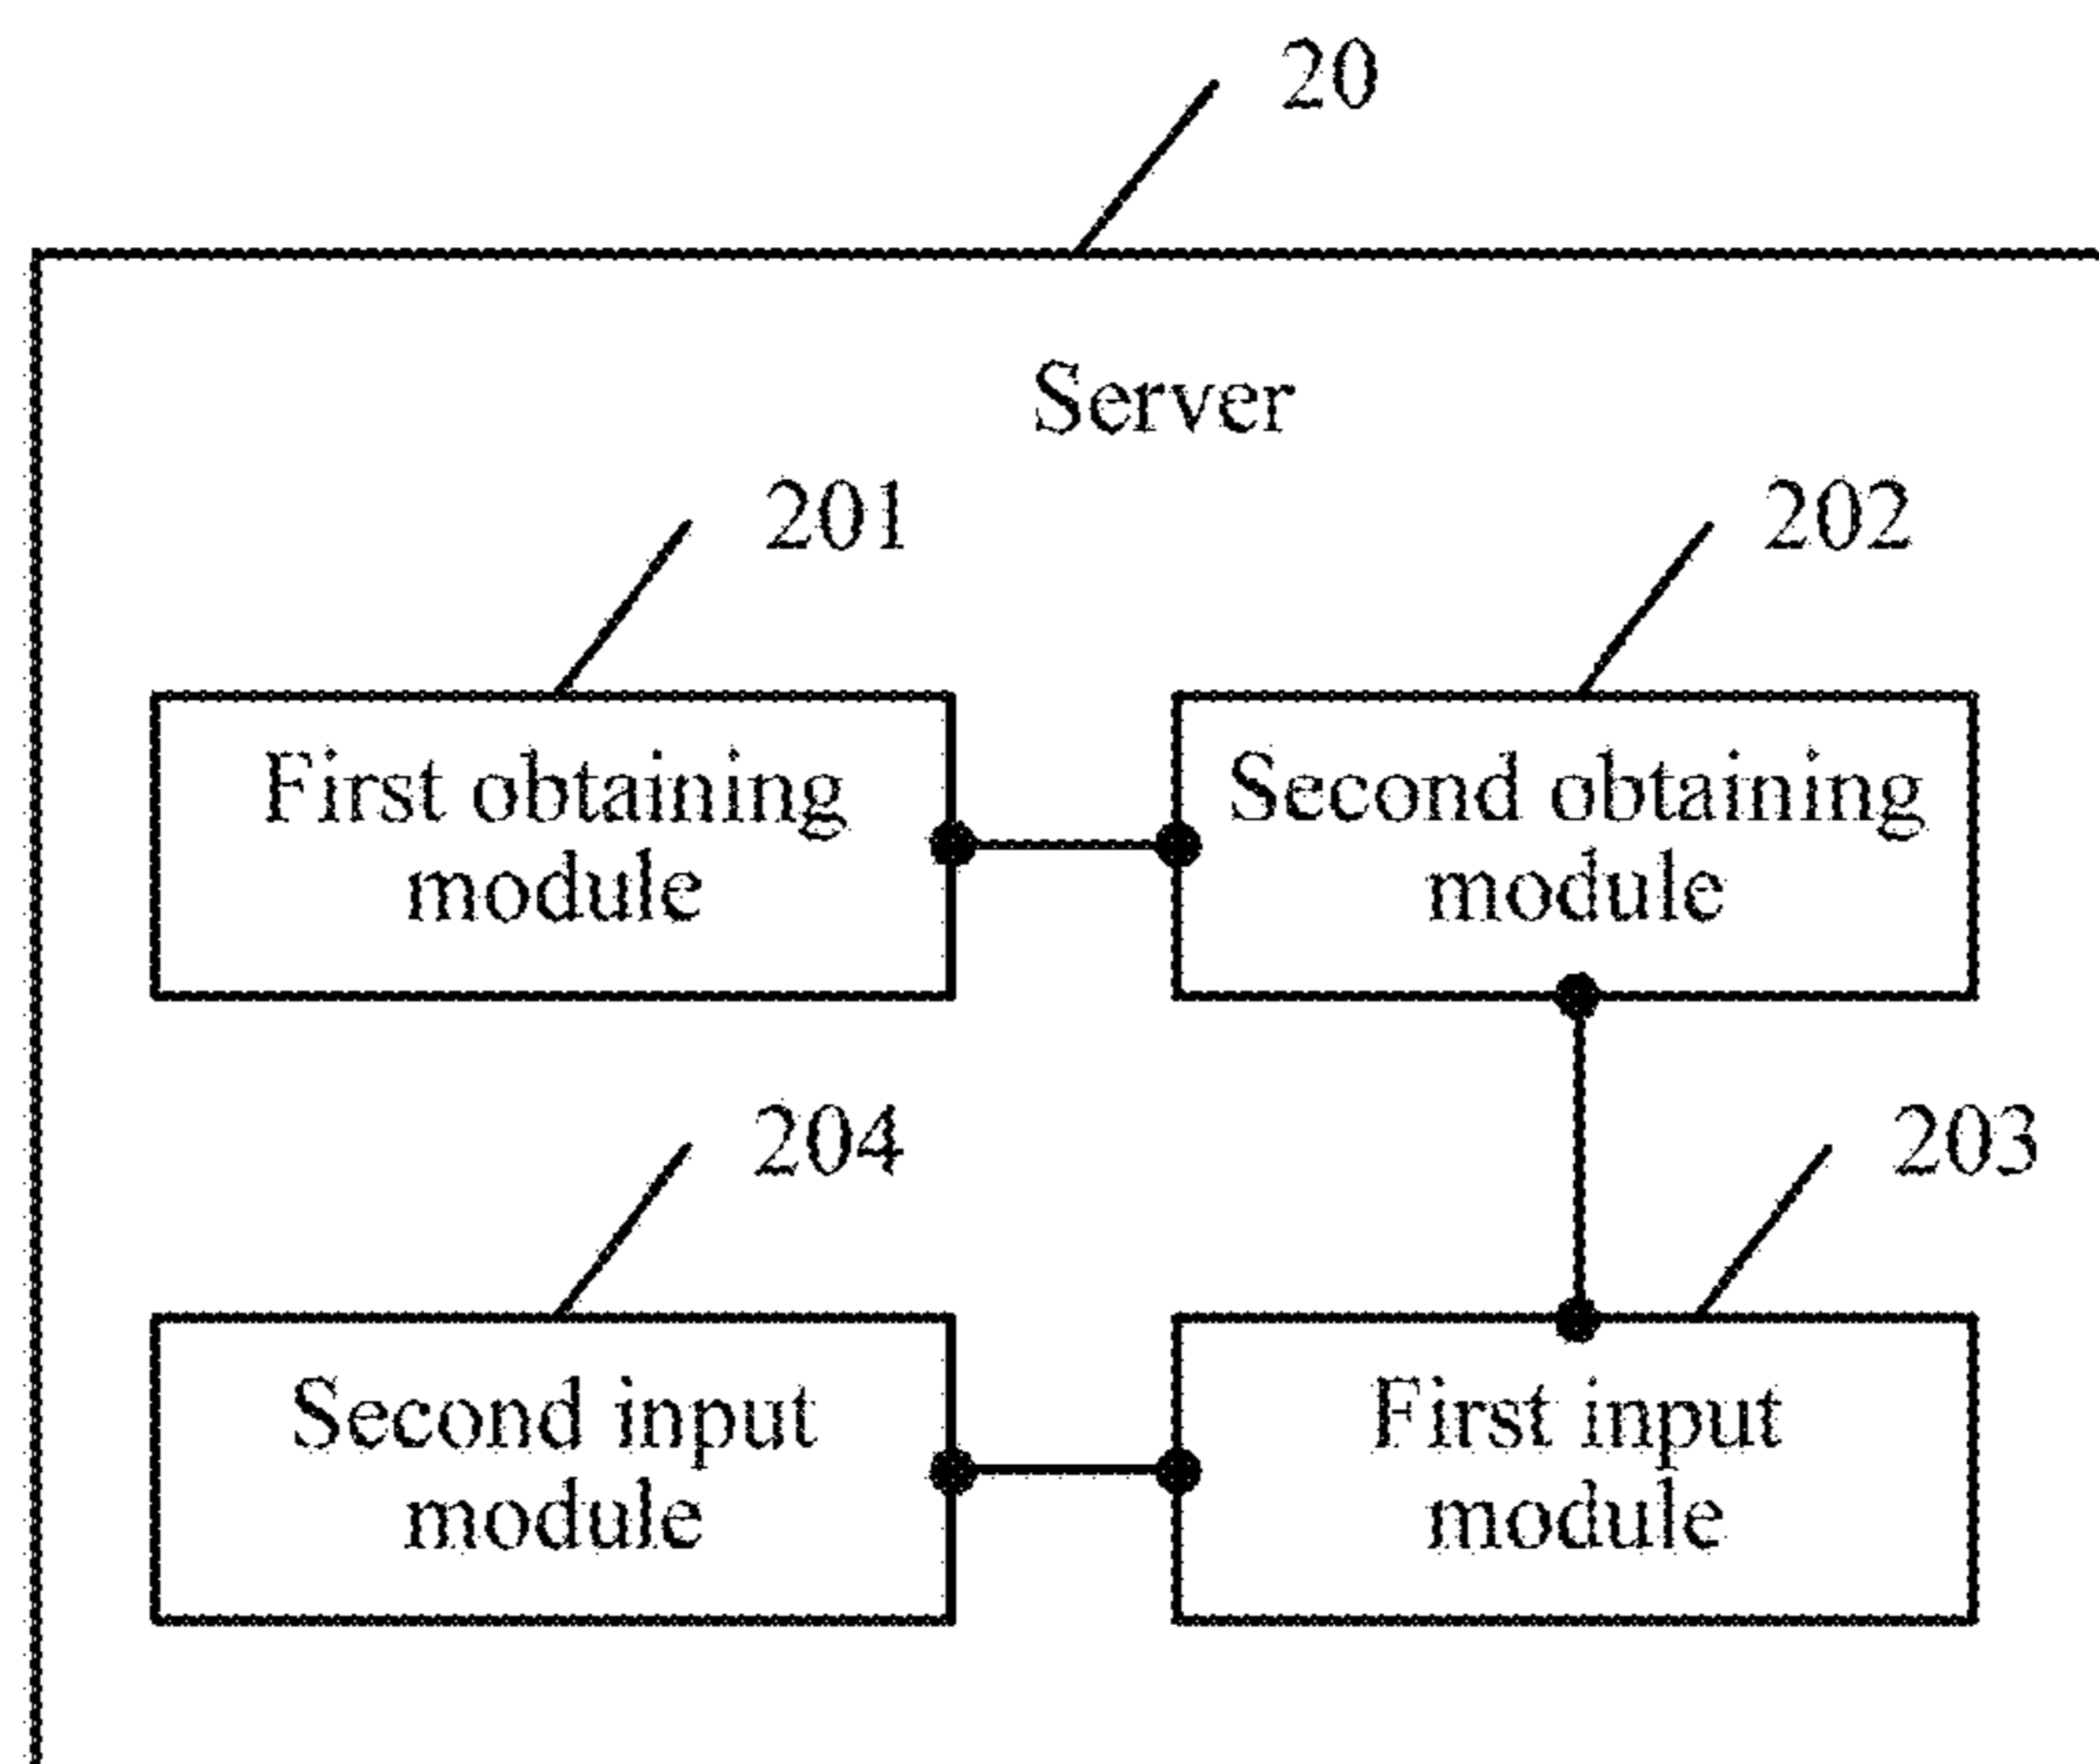 20
Server
201
202
First obtaining
module
Second obtaining
module
204
203
Second input
module
First input
module